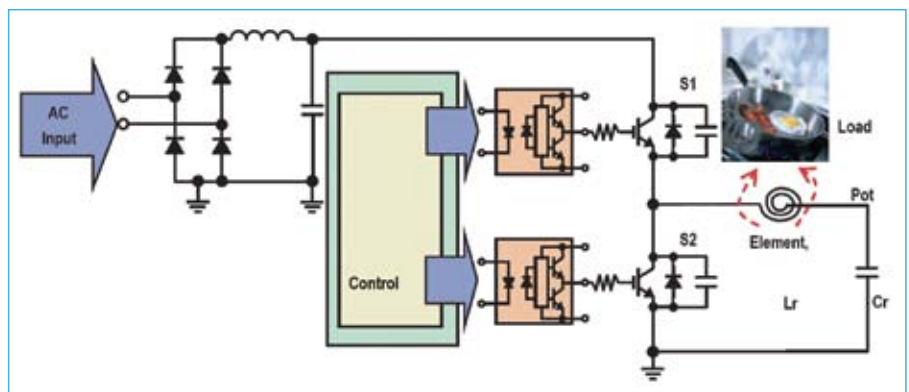 AC
Input
Control
S1
Load
Pot
S2
Element,
Lr
Cr